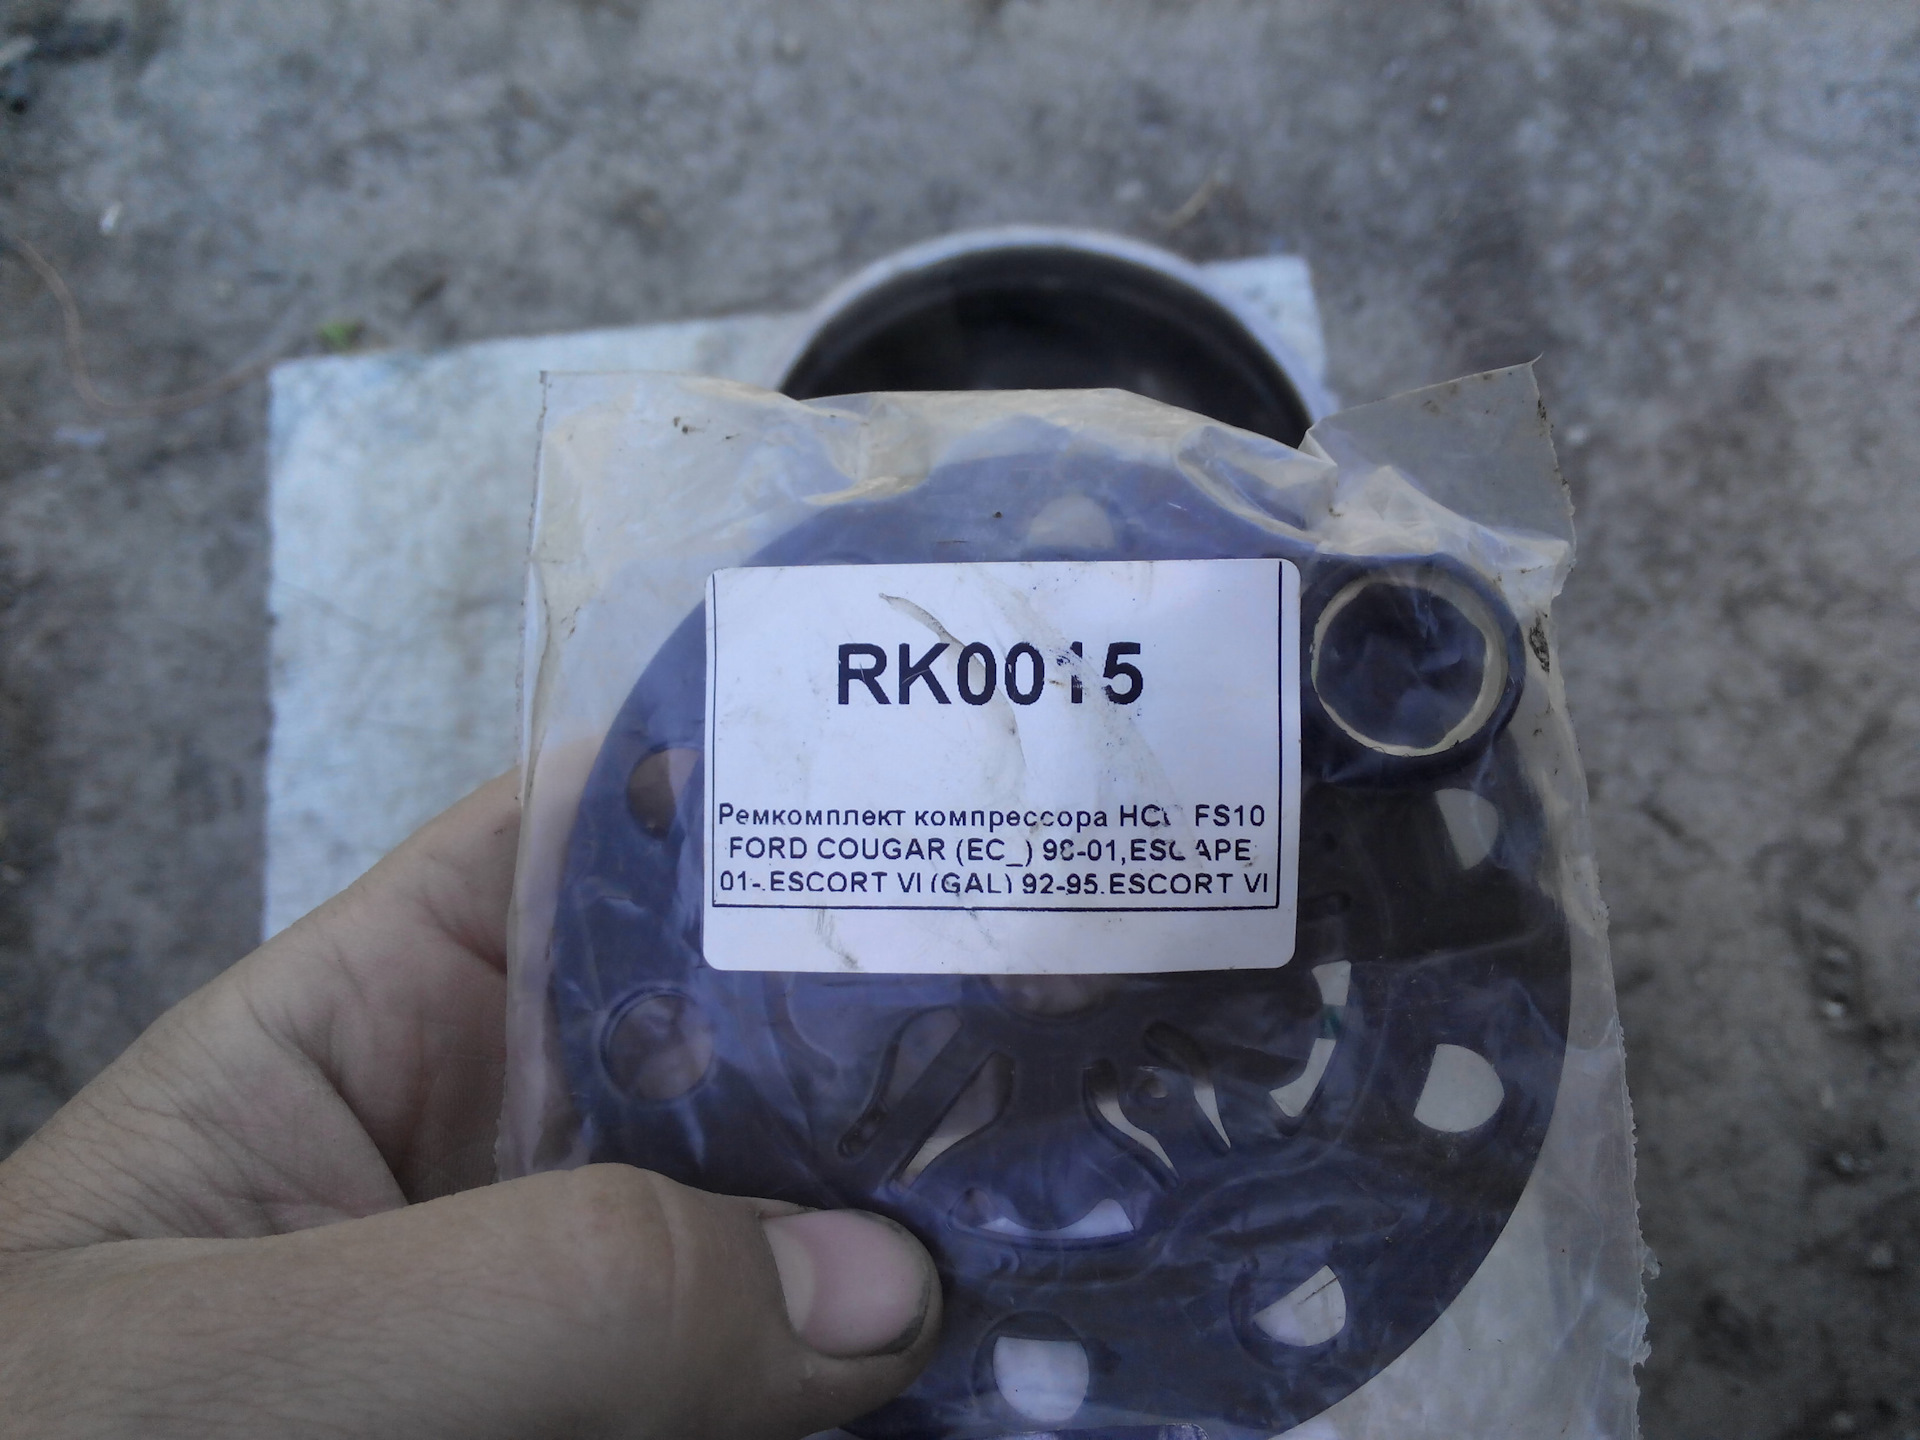 RK0015
Ремкомплект компрессора FS10
FORD COUGAR (EC_) 98-01,ESCAPE
01-,ESCORT VI (GAL) 92-95,ESCORT VI